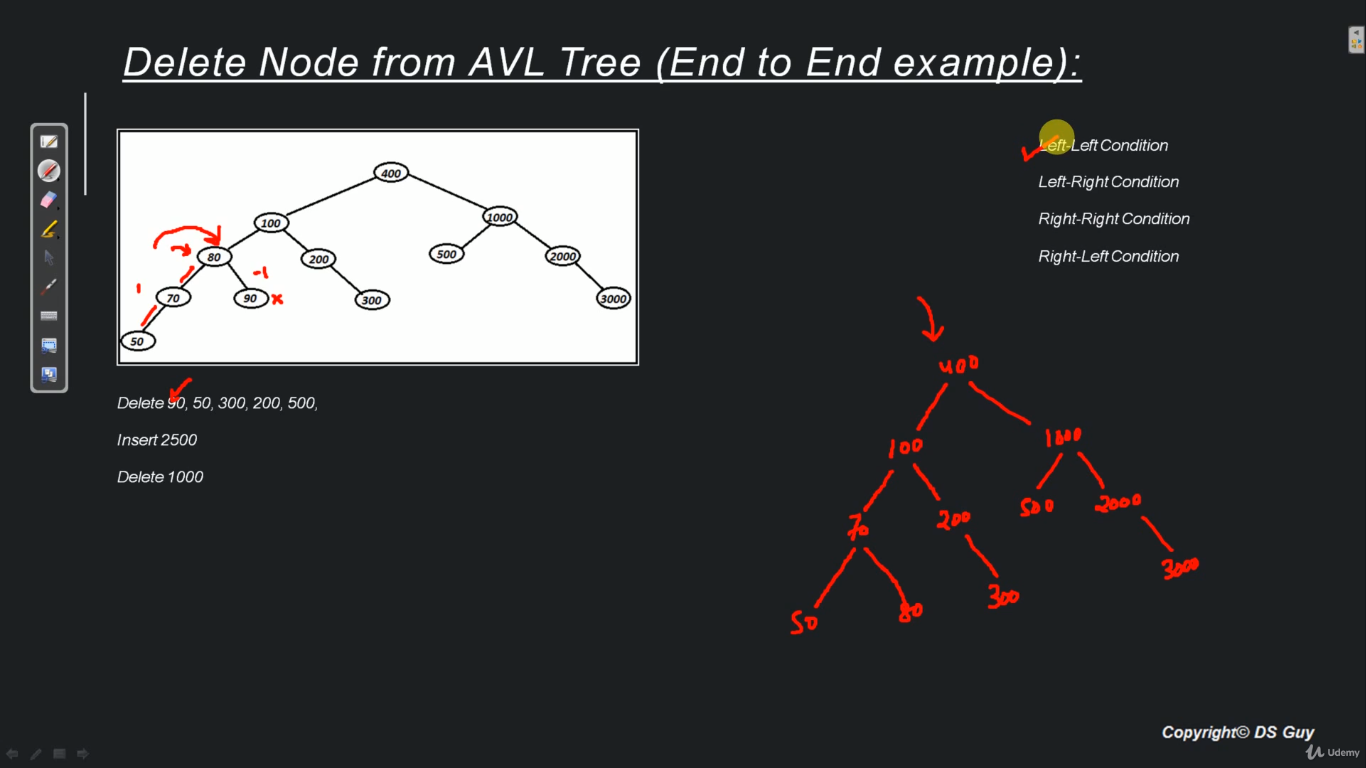 Delete Node from AVL Tree (End to End example):
Left-Left Condition
Left-Right Condition
Right-Right Condition
Right-Left Condition
400
100 1000
80 200 500 2000
-1
1 70 90 x 300 3000
50
Delete 90, 50, 300, 200, 500,
Insert 2500
Delete 1000
400
100 1000
70 200 500 2000
50 80 300 3000
Copyright© DS Guy
Udemy